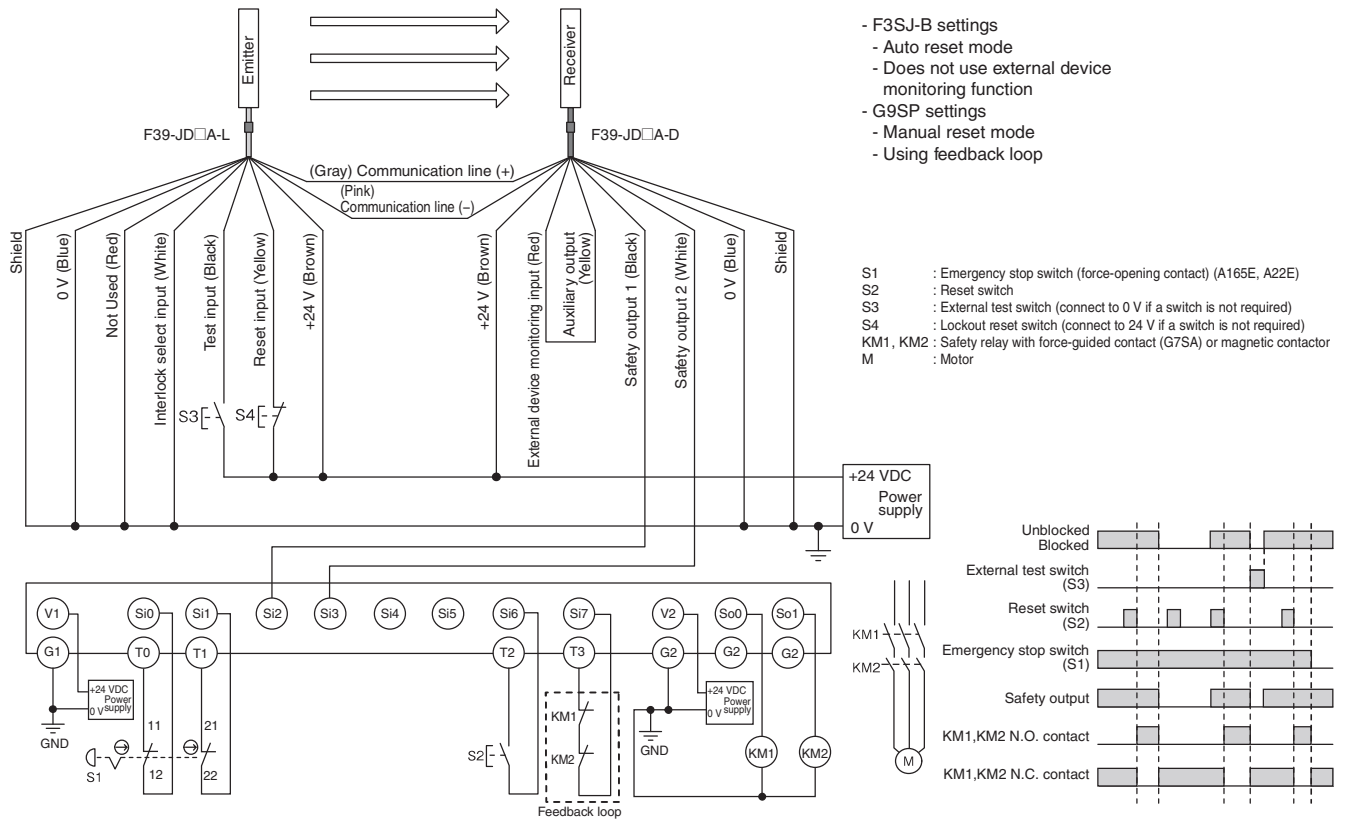 Emitter
Receiver
F39-JD□A-L
F39-JD□A-D
(Gray) Communication line (+)
(Pink)
Communication line (−)
- F3SJ-B settings
- Auto reset mode
- Does not use external device
monitoring function
- G9SP settings
- Manual reset mode
- Using feedback loop
Shield
0 V (Blue)
Not Used (Red)
Interlock select input (White)
Test input (Black)
Reset input (Yellow)
+24 V (Brown)
+24 V (Brown)
External device monitoring input (Red)
Auxiliary output
(Yellow)
Safety output 1 (Black)
Safety output 2 (White)
0 V (Blue)
Shield
S1 : Emergency stop switch (force-opening contact) (A165E, A22E)
S2 : Reset switch
S3 : External test switch (connect to 0 V if a switch is not required)
S4 : Lockout reset switch (connect to 24 V if a switch is not required)
KM1, KM2 : Safety relay with force-guided contact (G7SA) or magnetic contactor
M : Motor
S3
S4
+24 VDC
Power
supply
0 V
V1
Si0
Si1
Si2
Si3
Si4
Si5
Si6
Si7
V2
So0
So1
G1
T0
T1
T2
T3
G2
G2
G2
+24 VDC
Power
supply
0 V
GND
11
21
12
22
S1
S2
KM1
KM2
Feedback loop
+24 VDC
Power
supply
0 V
GND
KM1
KM2
KM1
KM2
M
Unblocked
Blocked
External test switch
(S3)
Reset switch
(S2)
Emergency stop switch
(S1)
Safety output
KM1,KM2 N.O. contact
KM1,KM2 N.C. contact